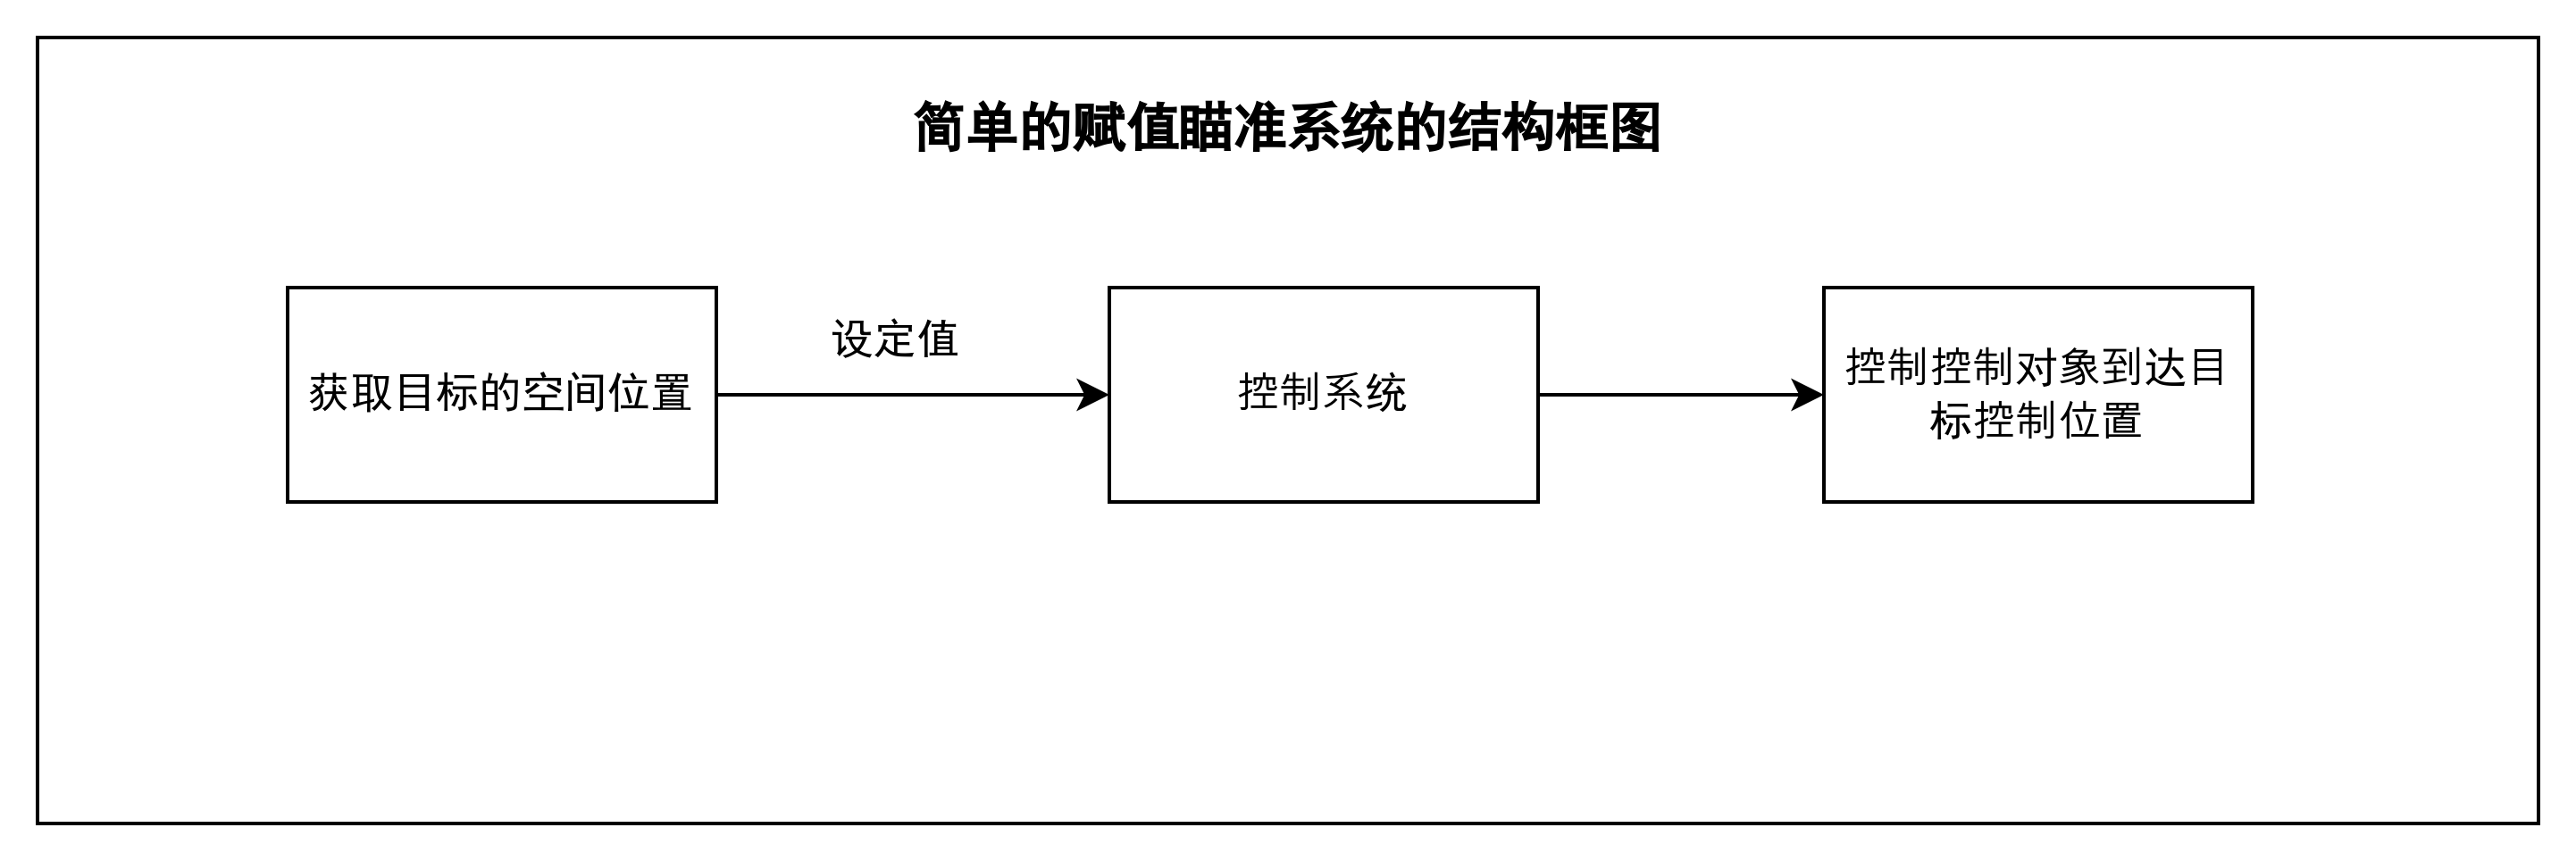 简单的赋值瞄准系统的结构框图
获取目标的空间位置
设定值
控制系统
控制控制对象到达目
标控制位置